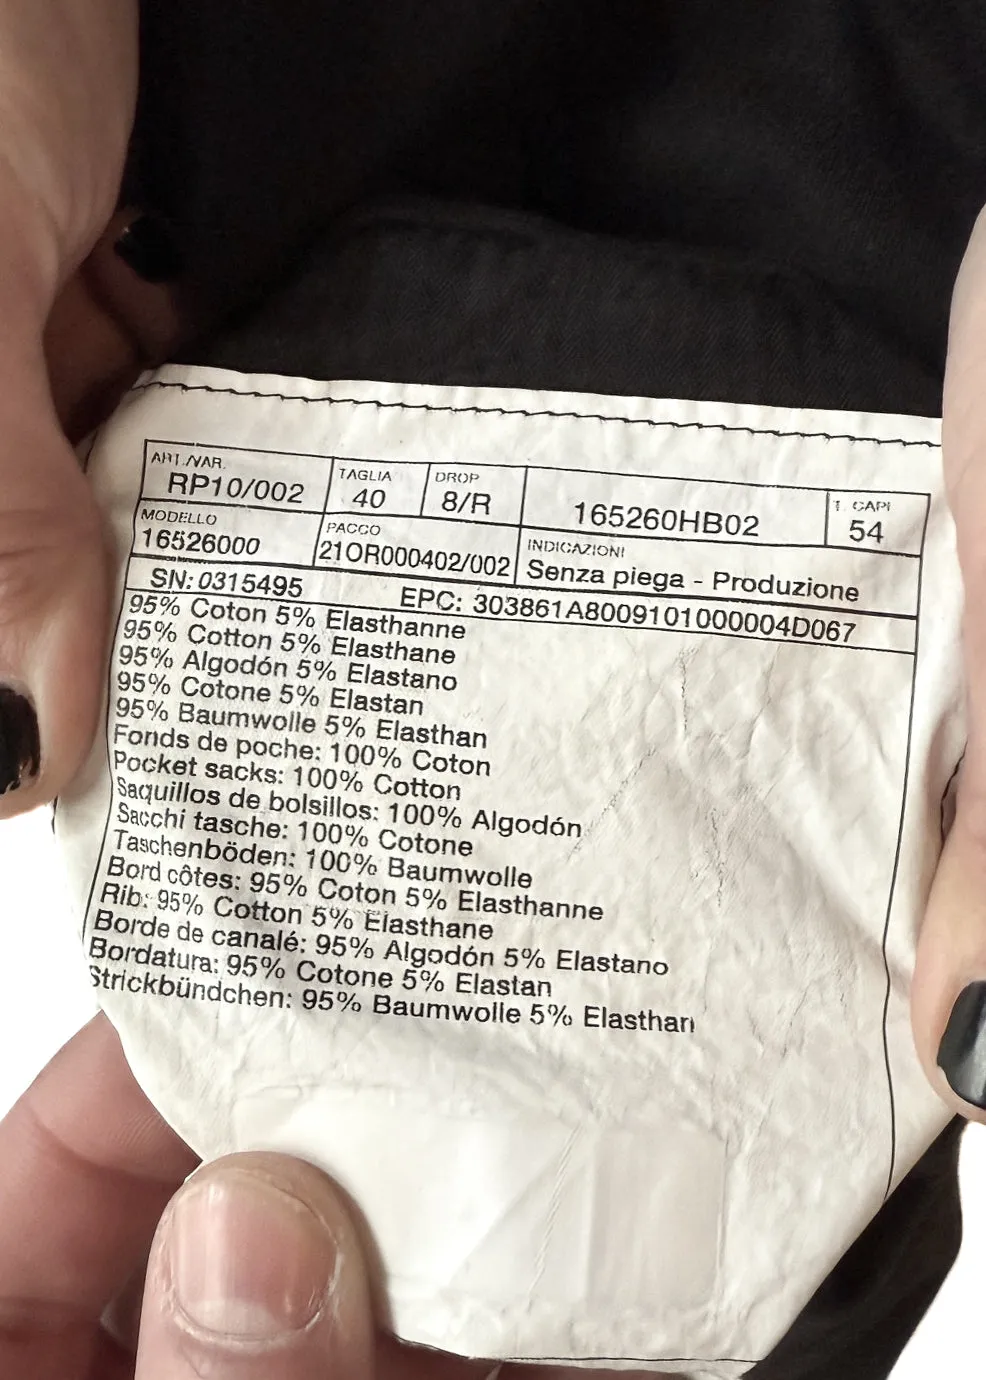 ART./VAR. TAGLIA DROP T. CAPI
RP10/002 40 8/R 165260HB02 54
MODELLO PACCO INDICAZIONI
16526000 21OR000402/002 Senza piega - Produzione
SN: 0315495 EPC: 303861A8009101000004D067
95% Coton 5% Elasthanne
95% Cotton 5% Elasthane
95% Algodón 5% Elastano
95% Cotone 5% Elastan
95% Baumwolle 5% Elasthan
Fonds de poche: 100% Coton
Pocket sacks: 100% Cotton
Saquillos de bolsillos: 100% Algodón
Sacchi tasche: 100% Cotone
Taschenböden: 100% Baumwolle
Bord côtes: 95% Coton 5% Elasthanne
Rib: 95% Cotton 5% Elasthane
Borde de canalé: 95% Algodón 5% Elastano
Bordatura: 95% Cotone 5% Elastan
Strickbündchen: 95% Baumwolle 5% Elasthan